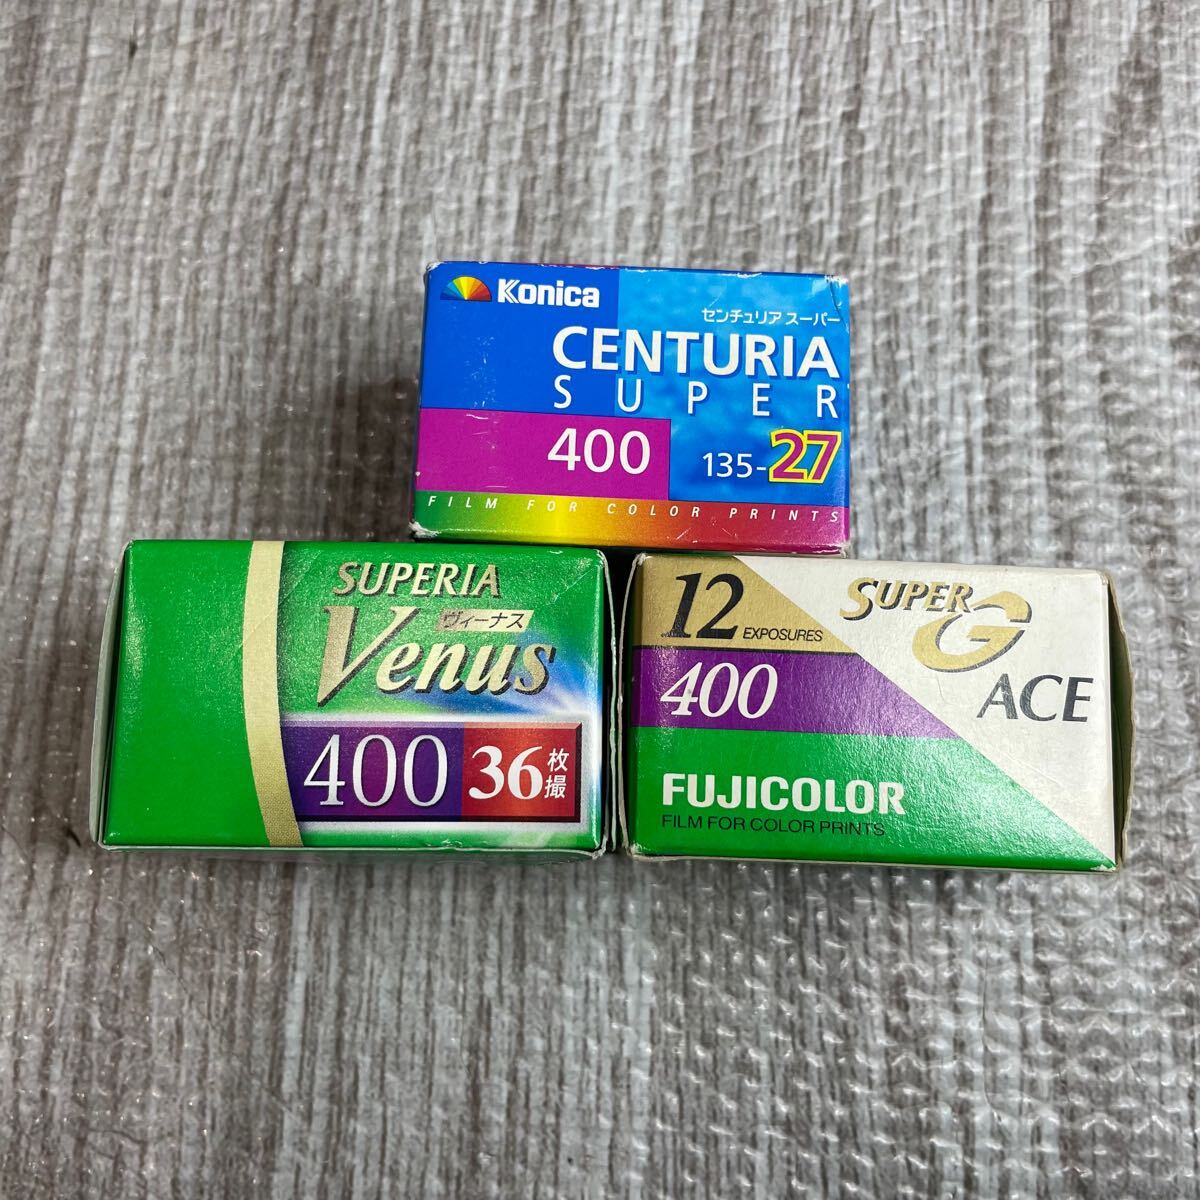 Konica
センチュリア スーパー
CENTURIA
SUPER
400
135-27
FILM FOR COLOR PRINTS
SUPERIA
ヴィーナス
Venus
400
36枚撮
12 EXPOSURES
SUPER G
ACE
400
FUJICOLOR
FILM FOR COLOR PRINTS